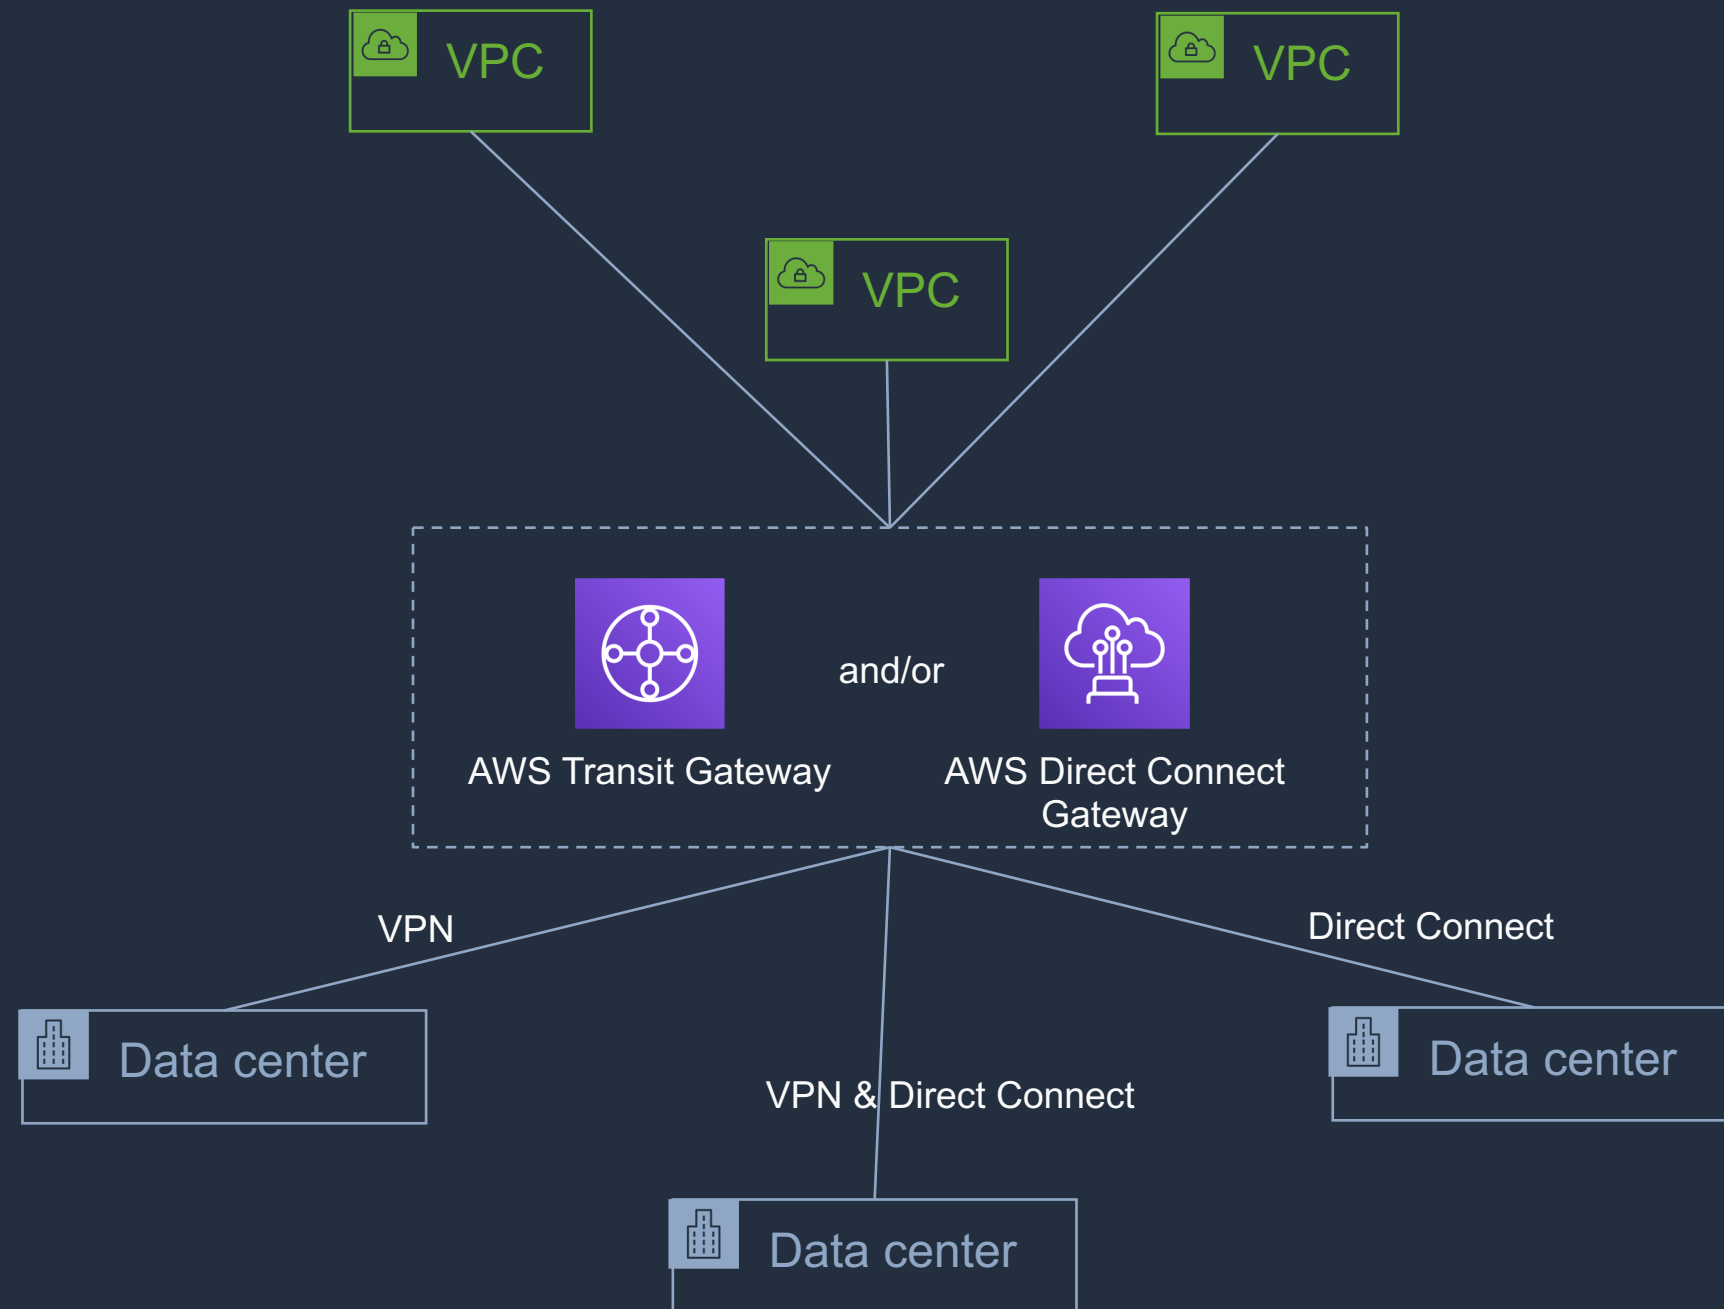 VPC
VPC
VPC
and/or
AWS Transit Gateway
AWS Direct Connect
Gateway
VPN
Direct Connect
Data center
Data center
VPN & Direct Connect
Data center